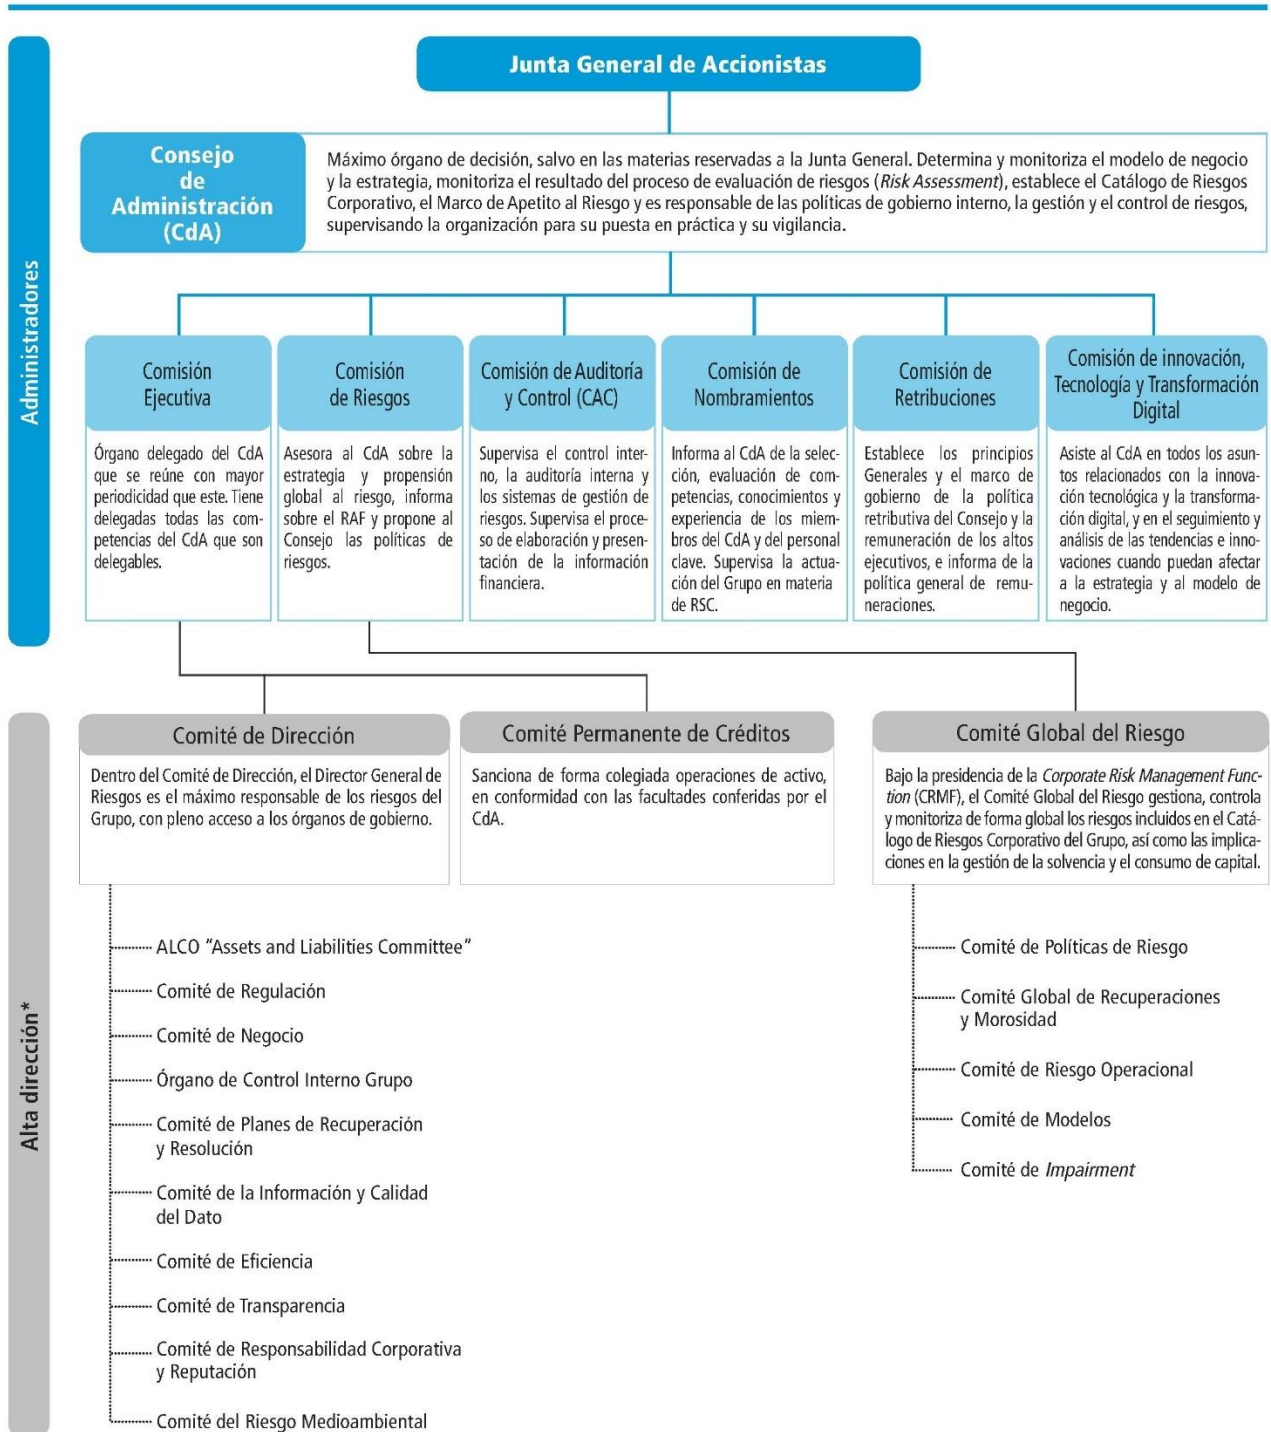 Junta General de Accionistas
Administradores
Consejo
de
Administración
(CdA)
Máximo órgano de decisión, salvo en las materias reservadas a la Junta General. Determina y monitoriza el modelo de negocio
y la estrategia, monitoriza el resultado del proceso de evaluación de riesgos (Risk Assessment), establece el Catálogo de Riesgos
Corporativo, el Marco de Apetito al Riesgo y es responsable de las políticas de gobierno interno, la gestión y el control de riesgos,
supervisando la organización para su puesta en práctica y su vigilancia.
Comisión
Ejecutiva
Órgano delegado del CdA
que se reúne con mayor
periodicidad que este. Tiene
delegadas todas las com-
petencias del CdA que son
delegables.
Comisión
de Riesgos
Asesora al CdA sobre la
estrategia y propensión
global al riesgo, informa
sobre el RAF y propone al
Consejo las políticas de
riesgos.
Comisión de Auditoría
y Control (CAC)
Supervisa el control inter-
no, la auditoría interna y
los sistemas de gestión de
riesgos. Supervisa el proce-
so de elaboración y presen-
tación de la información
financiera.
Comisión de
Nombramientos
Informa al CdA de la selec-
ción, evaluación de com-
petencias, conocimientos y
experiencia de los miem-
bros del CdA y del personal
clave. Supervisa la actua-
ción del Grupo en materia
de RSC.
Comisión de
Retribuciones
Establece los principios
Generales y el marco de
gobierno de la política
retributiva del Consejo y la
remuneración de los altos
ejecutivos, e informa de la
política general de remu-
neraciones.
Comisión de innovación,
Tecnología y Transformación
Digital
Asiste al CdA en todos los asun-
tos relacionados con la innova-
ción tecnológica y la transforma-
ción digital, y en el seguimiento y
análisis de las tendencias e inno-
vaciones cuando puedan afectar
a la estrategia y al modelo de
negocio.
Alta dirección*
Comité de Dirección
Dentro del Comité de Dirección, el Director General de
Riesgos es el máximo responsable de los riesgos del
Grupo, con pleno acceso a los órganos de gobierno.
Comité Permanente de Créditos
Sanciona de forma colegiada operaciones de activo,
en conformidad con las facultades conferidas por el
CdA.
Comité Global del Riesgo
Bajo la presidencia de la Corporate Risk Management Func-
tion (CRMF), el Comité Global del Riesgo gestiona, controla
y monitoriza de forma global los riesgos incluidos en el Catá-
logo de Riesgos Corporativo del Grupo, así como las implica-
ciones en la gestión de la solvencia y el consumo de capital.
ALCO "Assets and Liabilities Committee"
Comité de Regulación
Comité de Negocio
Órgano de Control Interno Grupo
Comité de Planes de Recuperación
y Resolución
Comité de la Información y Calidad
del Dato
Comité de Eficiencia
Comité de Transparencia
Comité de Responsabilidad Corporativa
y Reputación
Comité del Riesgo Medioambiental
Comité de Políticas de Riesgo
Comité Global de Recuperaciones
y Morosidad
Comité de Riesgo Operacional
Comité de Modelos
Comité de Impairment